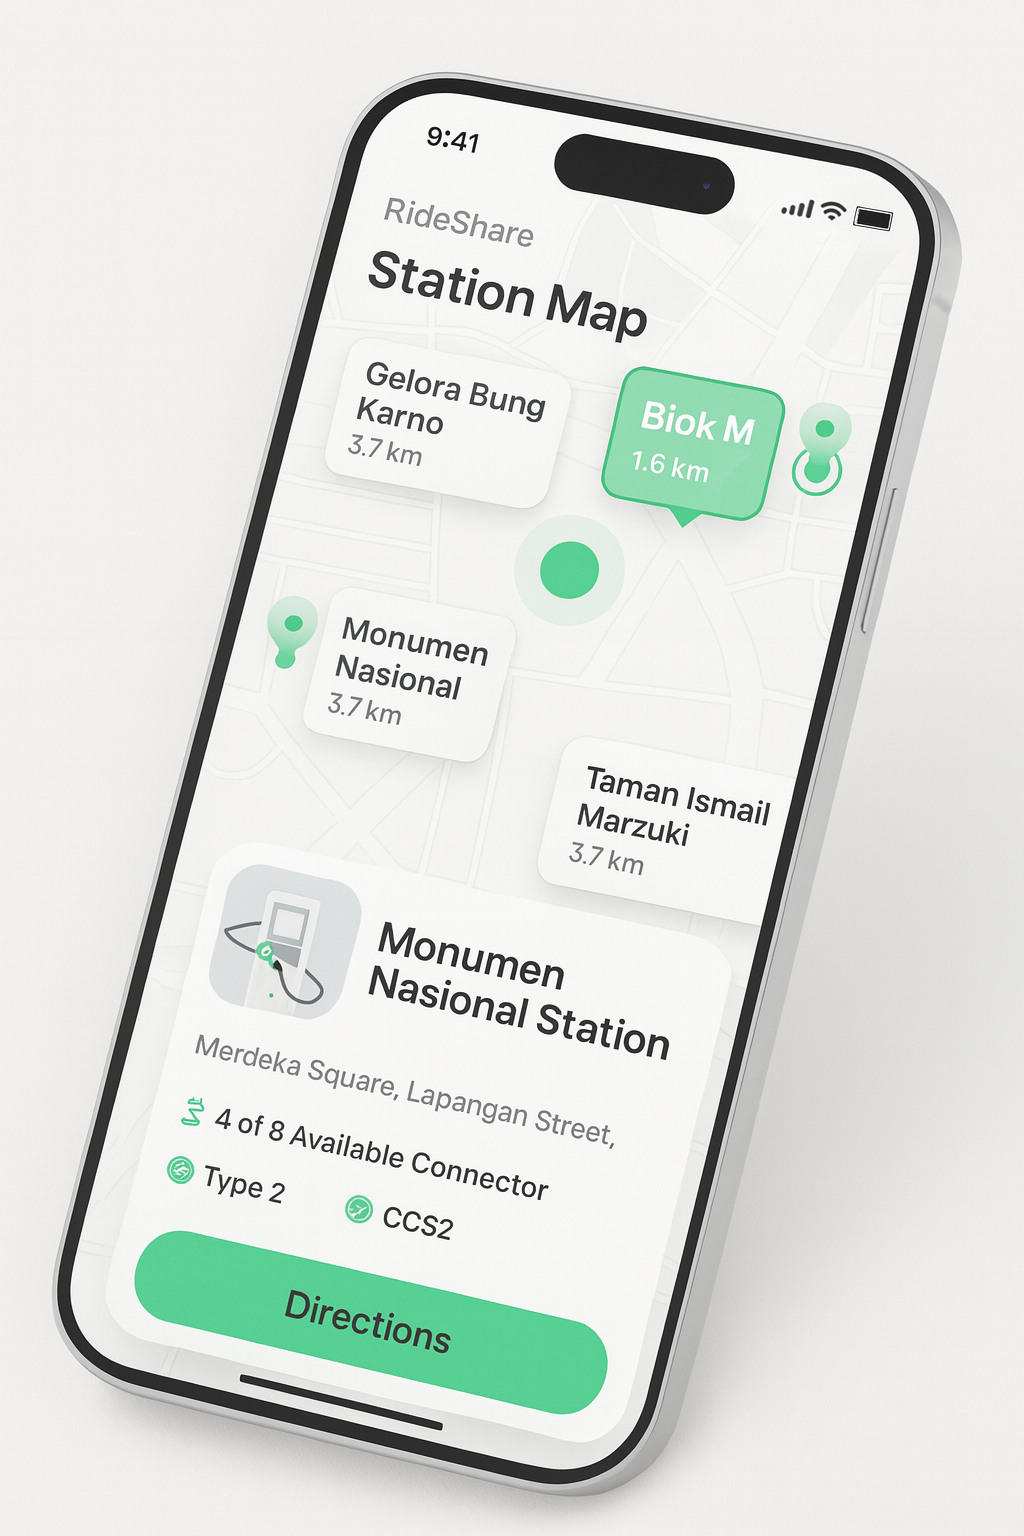 9:41
RideShare
Station Map
Gelora Bung
Karno
3.7 km
Biok M
1.6 km
Monumen
Nasional
3.7 km
Taman Ismail
Marzuki
3.7 km
Monumen
Nasional Station
Merdeka Square, Lapangan Street,
4 of 8 Available Connector
Type 2
CCS2
Directions